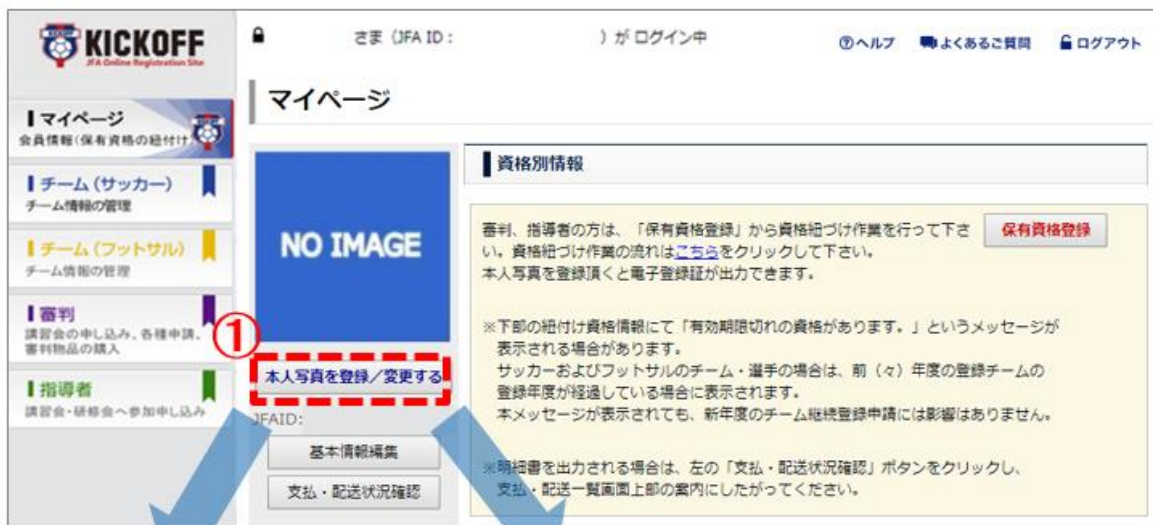 KICKOFF
JFA Online Registration Site
さま（JFA ID： ）が ログイン中
ヘルプ
よくあるご質問
ログアウト
マイページ
会員情報(保有資格の紐付け
チーム（サッカー）
チーム情報の管理
チーム（フットサル）
チーム情報の管理
審判
講習会の申し込み、各種申請、
審判物品の購入
指導者
講習会・研修会へ参加申し込み
マイページ
NO IMAGE
①
本人写真を登録／変更する
JFAID:
基本情報編集
支払・配送状況確認
資格別情報
審判、指導者の方は、「保有資格登録」から資格紐づけ作業を行って下さ
い。資格紐づけ作業の流れはこちらをクリックして下さい。
本人写真を登録頂くと電子登録証が出力できます。
保有資格登録
※下部の紐付け資格情報にて「有効期限切れの資格があります。」というメッセージが
表示される場合があります。
サッカーおよびフットサルのチーム・選手の場合は、前（々）年度の登録チームの
登録年度が経過している場合に表示されます。
本メッセージが表示されても、新年度のチーム継続登録申請には影響はありません。
※明細書を出力される場合は、左の「支払・配送状況確認」ボタンをクリックし、
支払・配送一覧画面上部の案内にしたがってください。